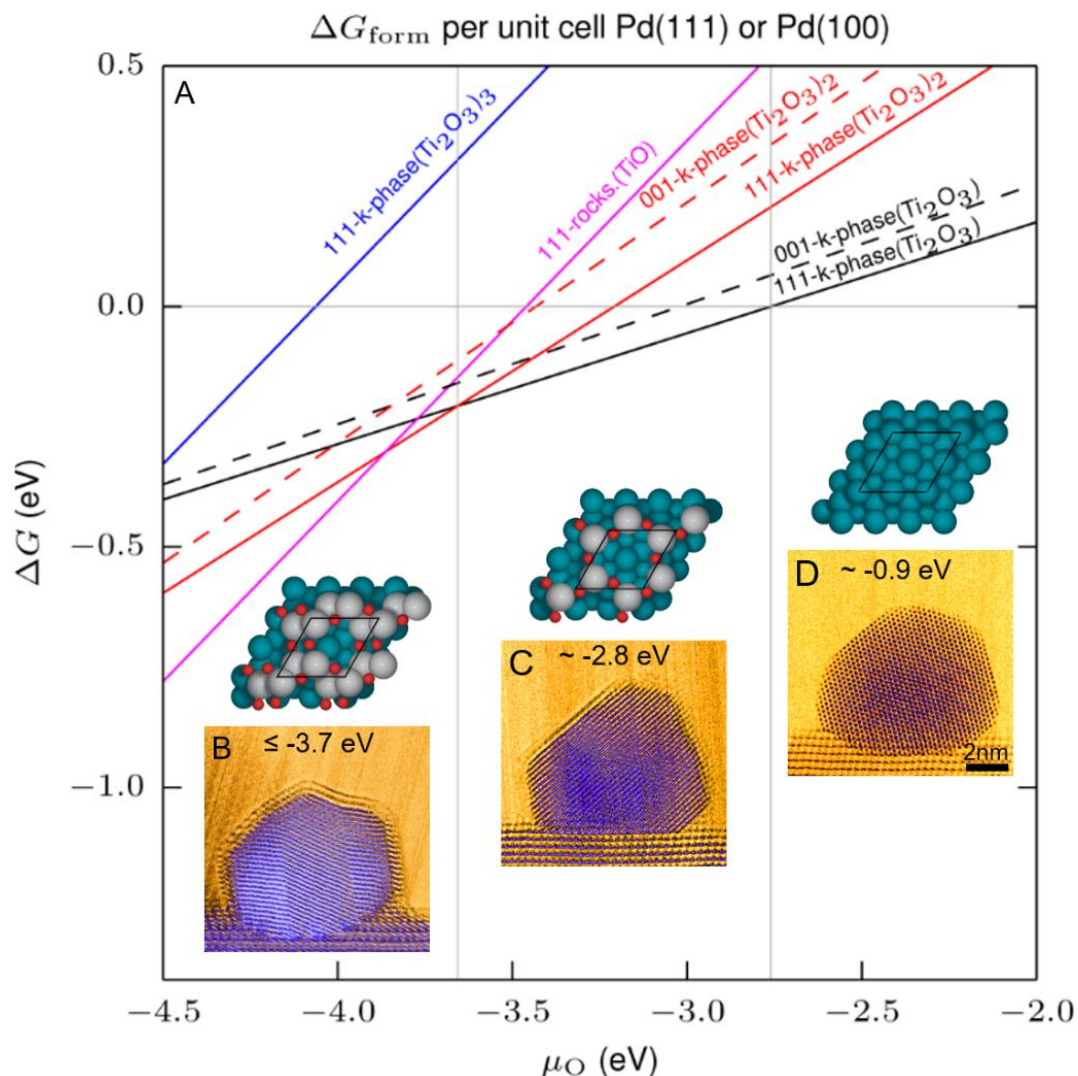 ΔG_form per unit cell Pd(111) or Pd(100)
A
0.5
0.0
−0.5
−1.0
ΔG (eV)
111-k-phase(Ti₂O₃)₃
111-rocks.(TiO)
001-k-phase(Ti₂O₃)₂
111-k-phase(Ti₂O₃)₂
001-k-phase(Ti₂O₃)
111-k-phase(Ti₂O₃)
B ≤ -3.7 eV
C ~ -2.8 eV
D ~ -0.9 eV
2nm
−4.5 −4.0 −3.5 −3.0 −2.5 −2.0
μ_O (eV)